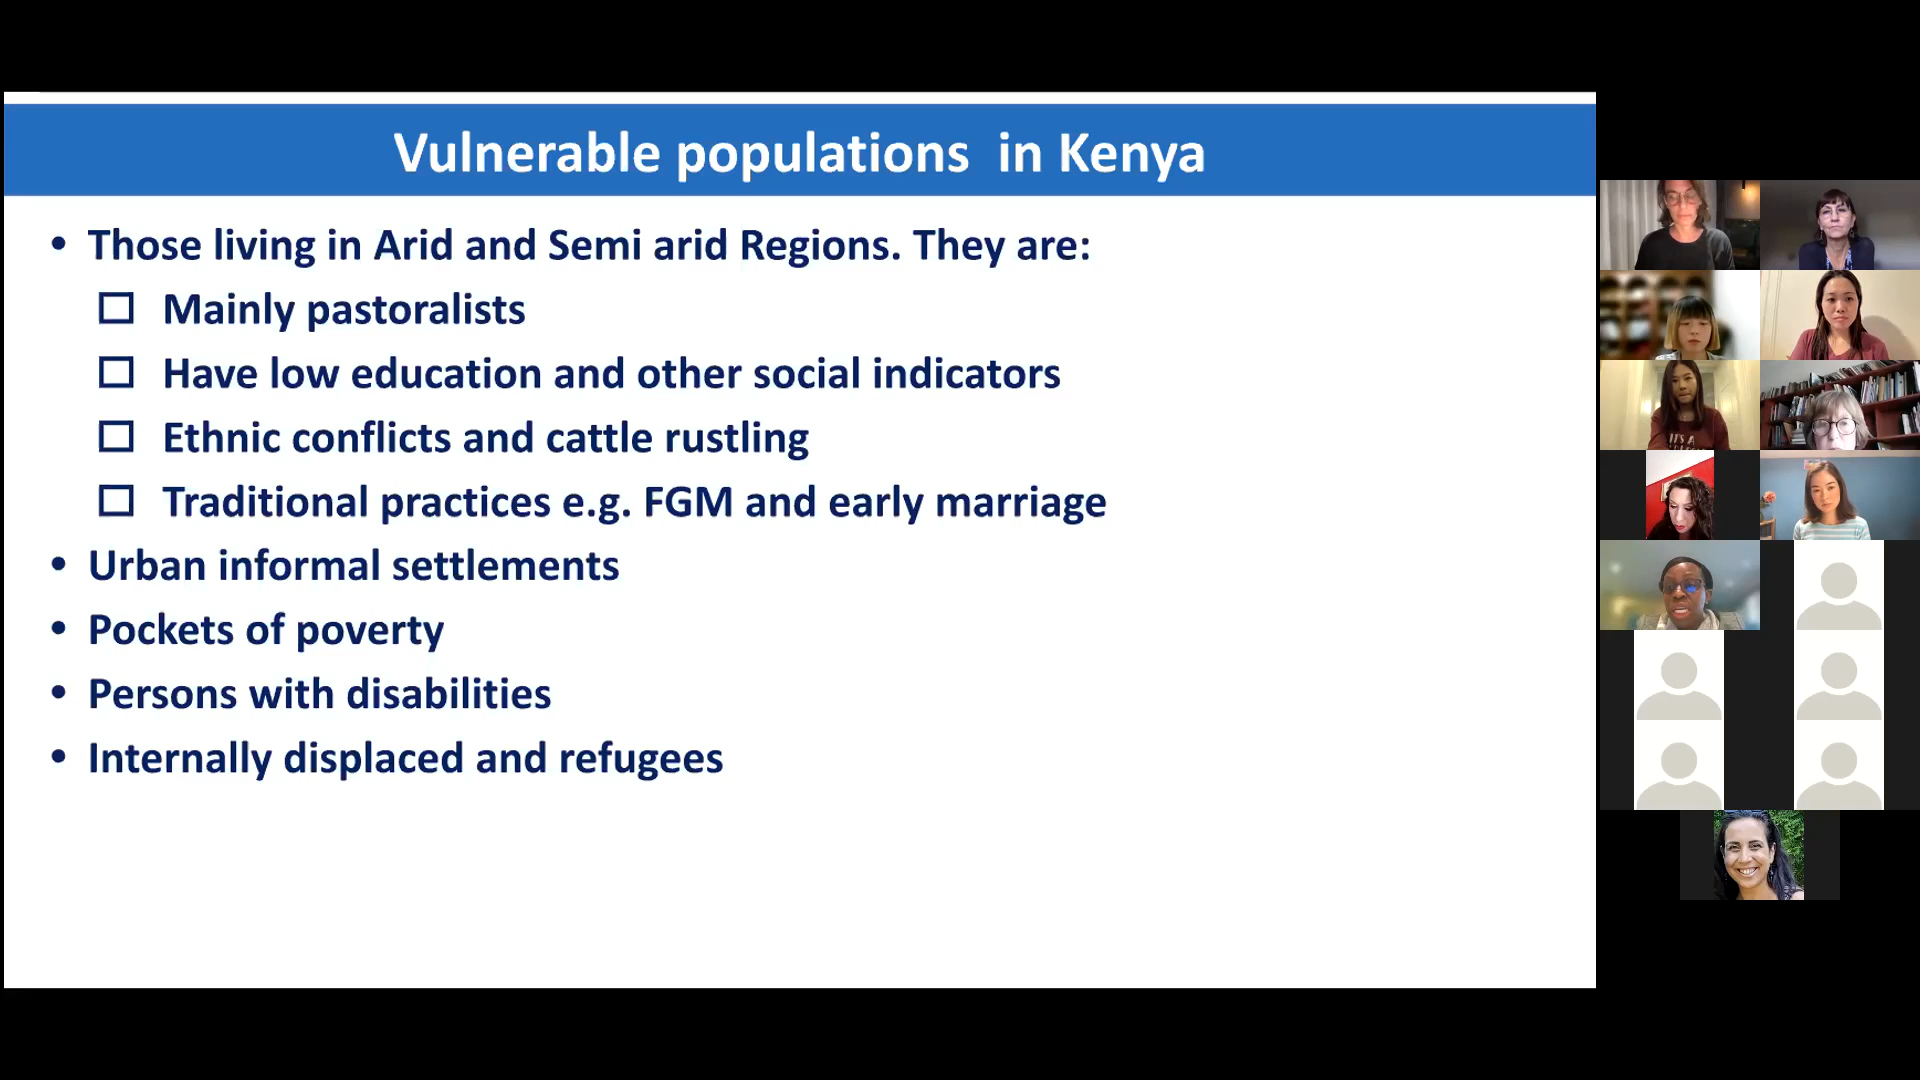 Vulnerable populations  in Kenya
• Those living in Arid and Semi arid Regions. They are:
☐ Mainly pastoralists
☐ Have low education and other social indicators
☐ Ethnic conflicts and cattle rustling
☐ Traditional practices e.g. FGM and early marriage
• Urban informal settlements
• Pockets of poverty
• Persons with disabilities
• Internally displaced and refugees
IT'S A